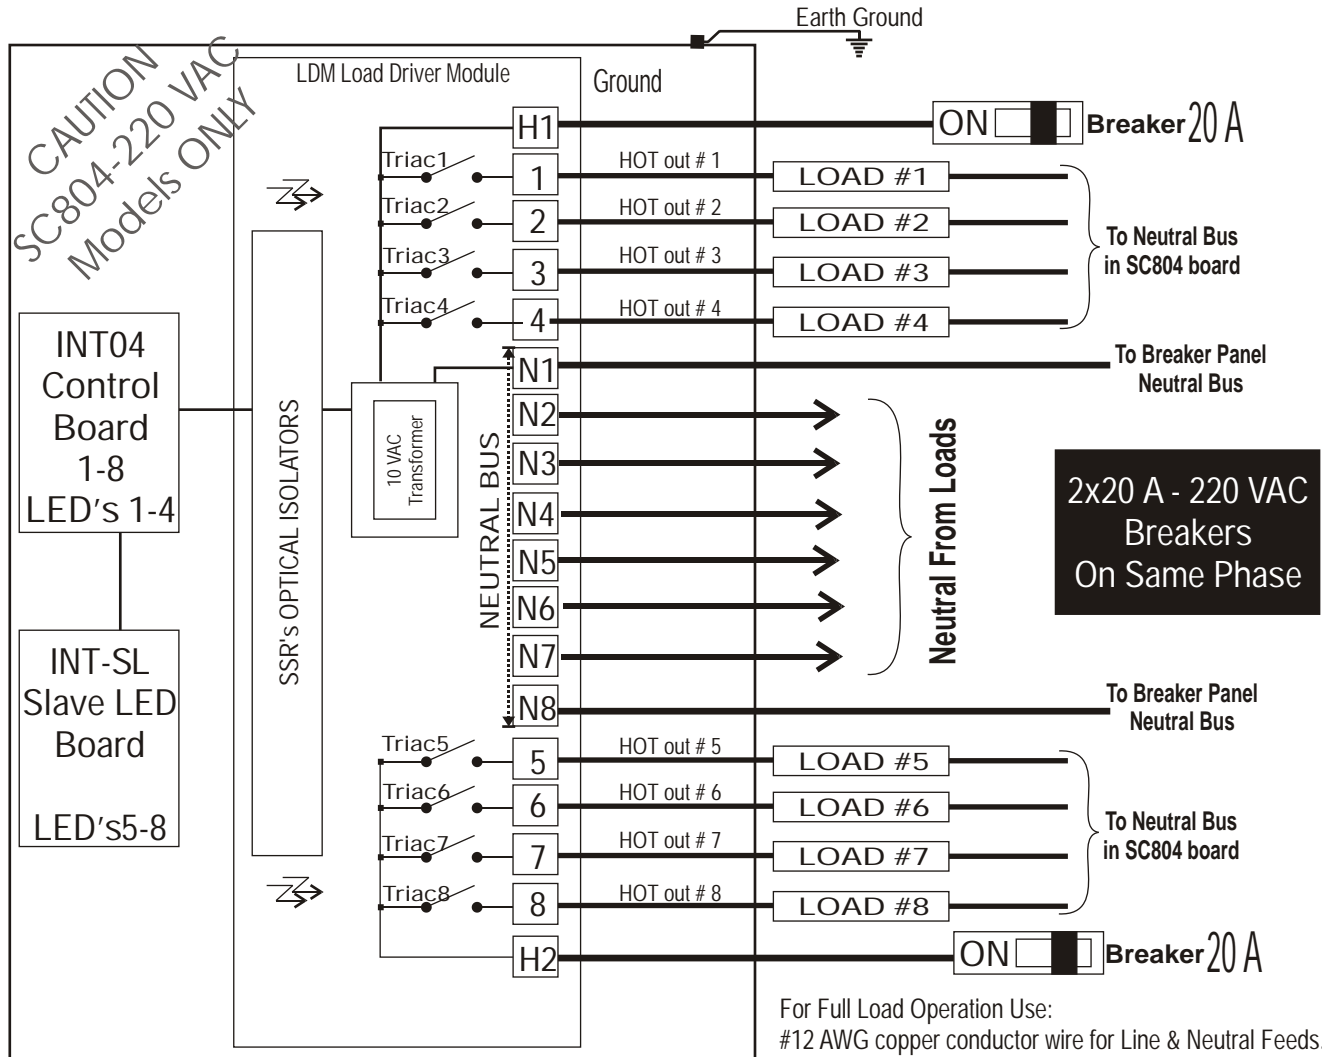 Earth Ground
CAUTION
SC804-220 VAC
Models ONLY
LDM Load Driver Module
Ground
H1
ON
Breaker 20 A
Triac1
1
HOT out # 1
LOAD #1
Triac2
2
HOT out # 2
LOAD #2
Triac3
3
HOT out # 3
LOAD #3
Triac4
4
HOT out # 4
LOAD #4
To Neutral Bus
in SC804 board
INT04
Control
Board
1-8
LED's 1-4
SSR's OPTICAL ISOLATORS
10 VAC
Transformer
NEUTRAL BUS
N1
To Breaker Panel
Neutral Bus
N2
N3
N4
N5
N6
N7
Neutral From Loads
2x20 A - 220 VAC
Breakers
On Same Phase
N8
To Breaker Panel
Neutral Bus
INT-SL
Slave LED
Board
LED's5-8
Triac5
5
HOT out # 5
LOAD #5
Triac6
6
HOT out # 6
LOAD #6
Triac7
7
HOT out # 7
LOAD #7
Triac8
8
HOT out # 8
LOAD #8
To Neutral Bus
in SC804 board
H2
ON
Breaker 20 A
For Full Load Operation Use:
#12 AWG copper conductor wire for Line & Neutral Feeds.